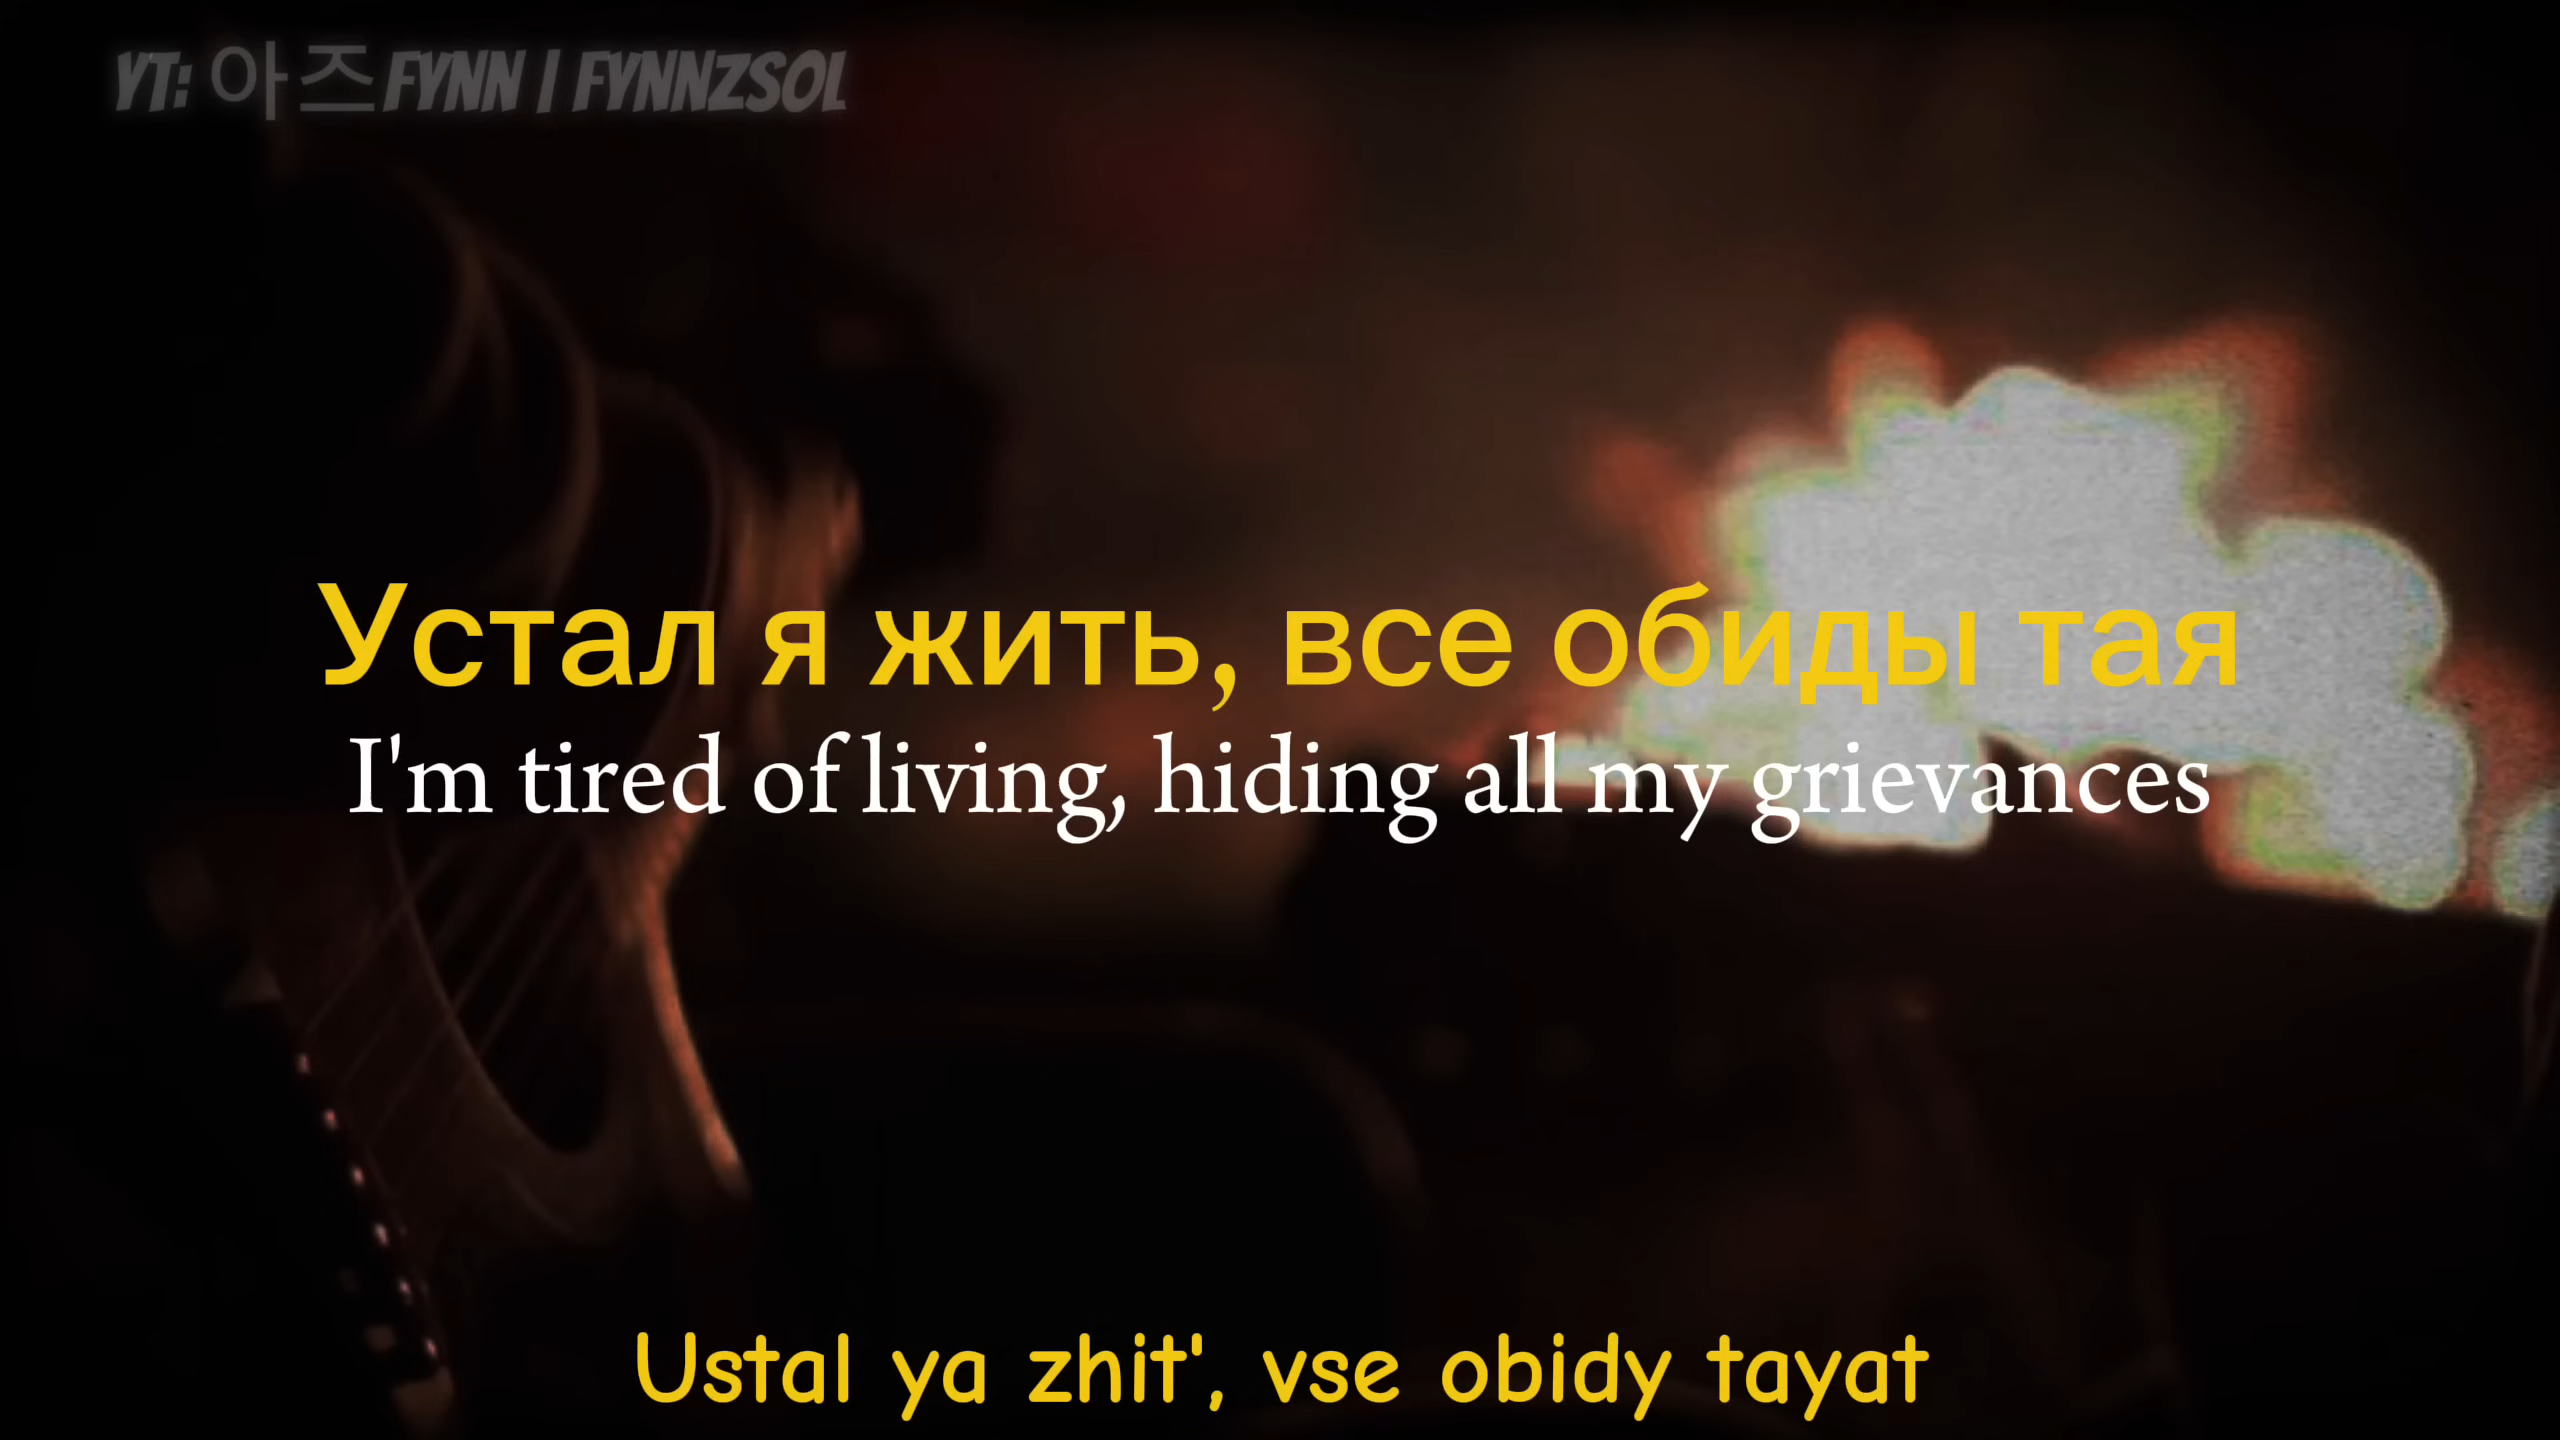 YT: 아즈FYNN | FYNNZSOL
Устал я жить, все обиды тая
I'm tired of living, hiding all my grievances
Ustal ya zhit', vse obidy tayat